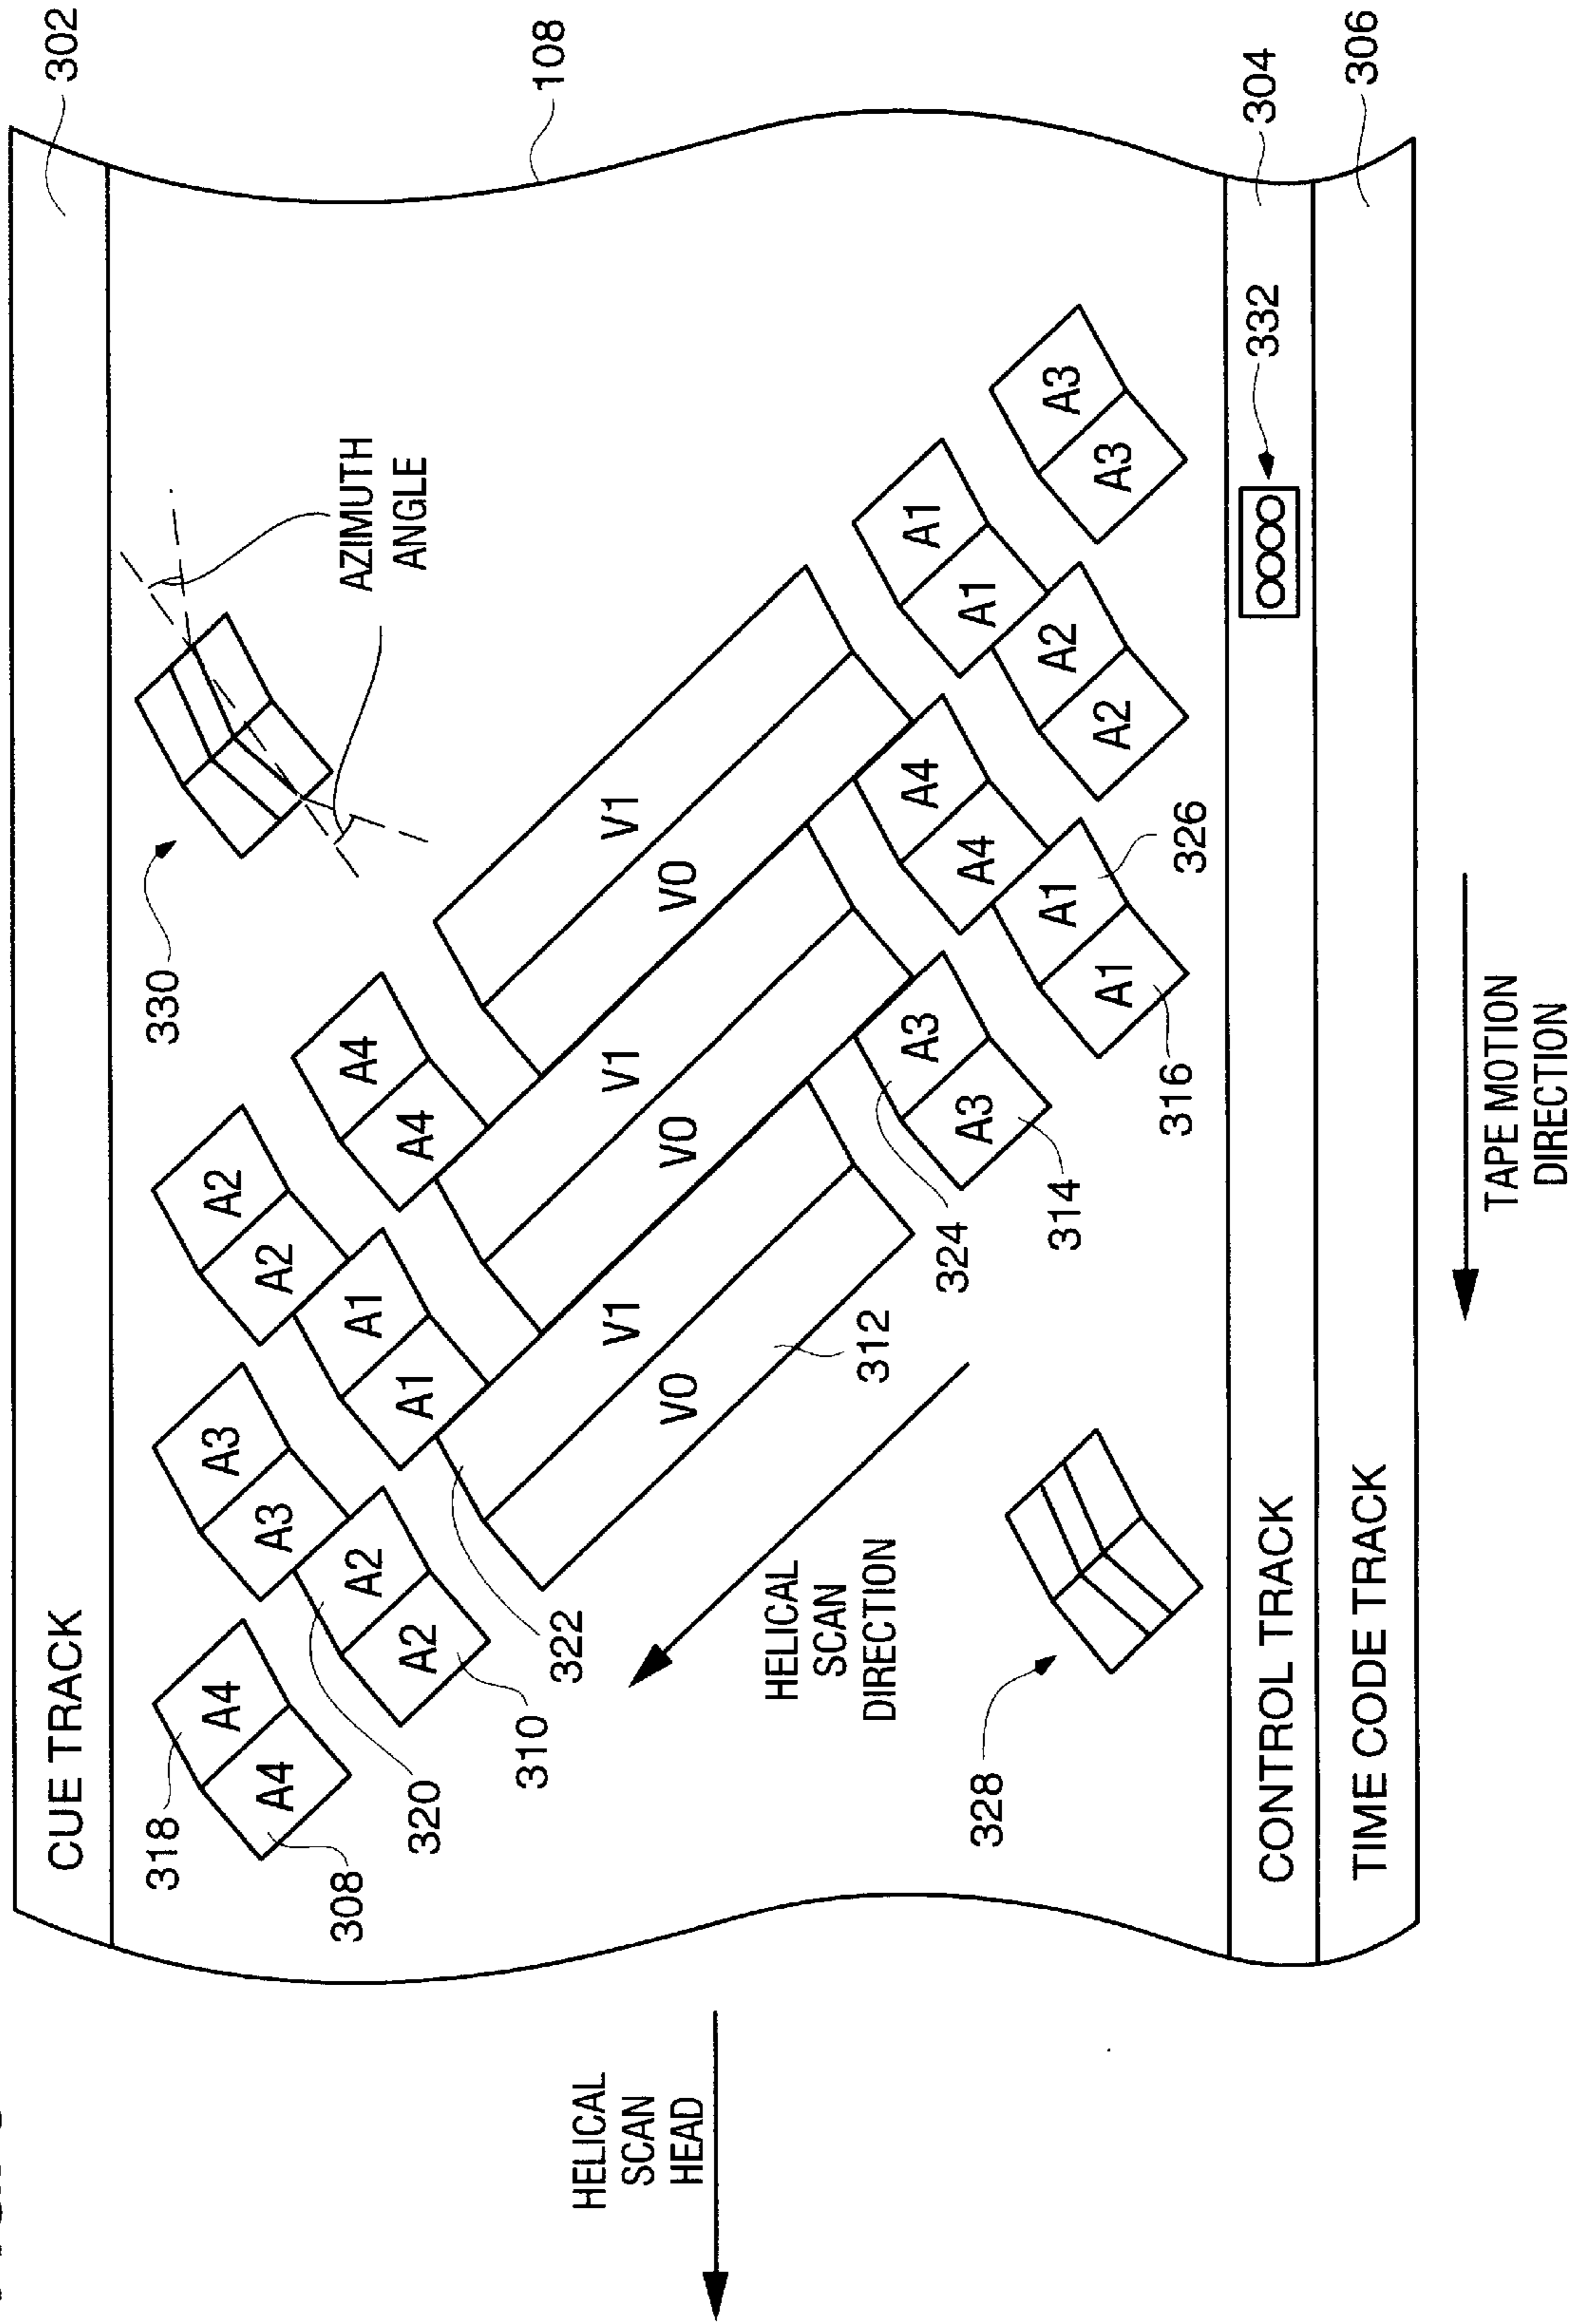 CUE TRACK
302
318
330
A4
A3
A2
A4
A3
A2
308
AZIMUTH
ANGLE
A2
A1
A4
A2
A1
A4
320
310
108
322
HELICAL
SCAN
HEAD
V1
V1
V1
V0
V0
V0
HELICAL
SCAN
DIRECTION
312
A3
A4
A1
324
A3
A4
A1
328
A1
A2
A3
314
A1
A2
A3
316
326
CONTROL TRACK
332
304
TIME CODE TRACK
306
TAPE MOTION
DIRECTION